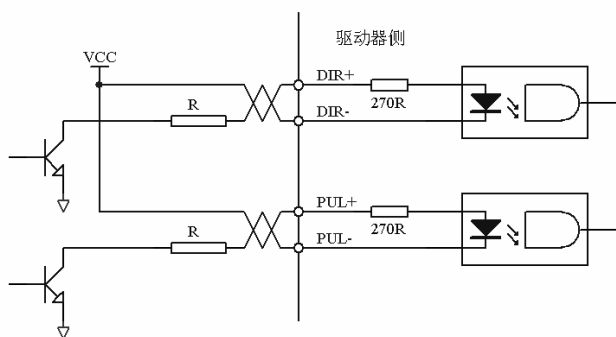 驱动器侧
VCC
DIR+
R
270R
DIR-
PUL+
R
270R
PUL-